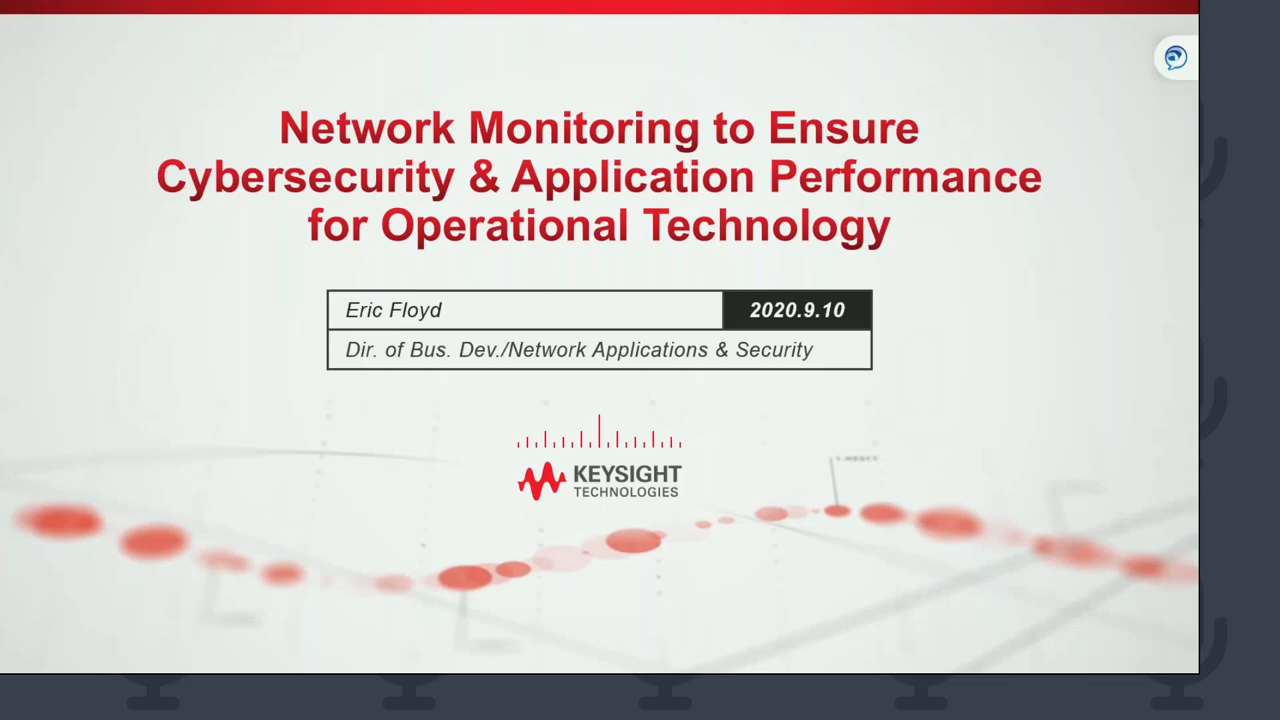 Network Monitoring to Ensure
Cybersecurity & Application Performance
for Operational Technology
Eric Floyd
2020.9.10
Dir. of Bus. Dev./Network Applications & Security
KEYSIGHT
TECHNOLOGIES